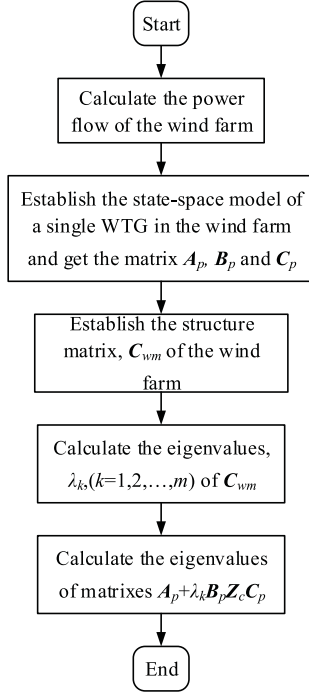 Start
Calculate the power
flow of the wind farm
Establish the state-space model of
a single WTG in the wind farm
and get the matrix Ap, Bp and Cp
Establish the structure
matrix, Cwm of the wind
farm
Calculate the eigenvalues,
λk,(k=1,2,…,m) of Cwm
Calculate the eigenvalues
of matrixes Ap+λkBpZcCp
End